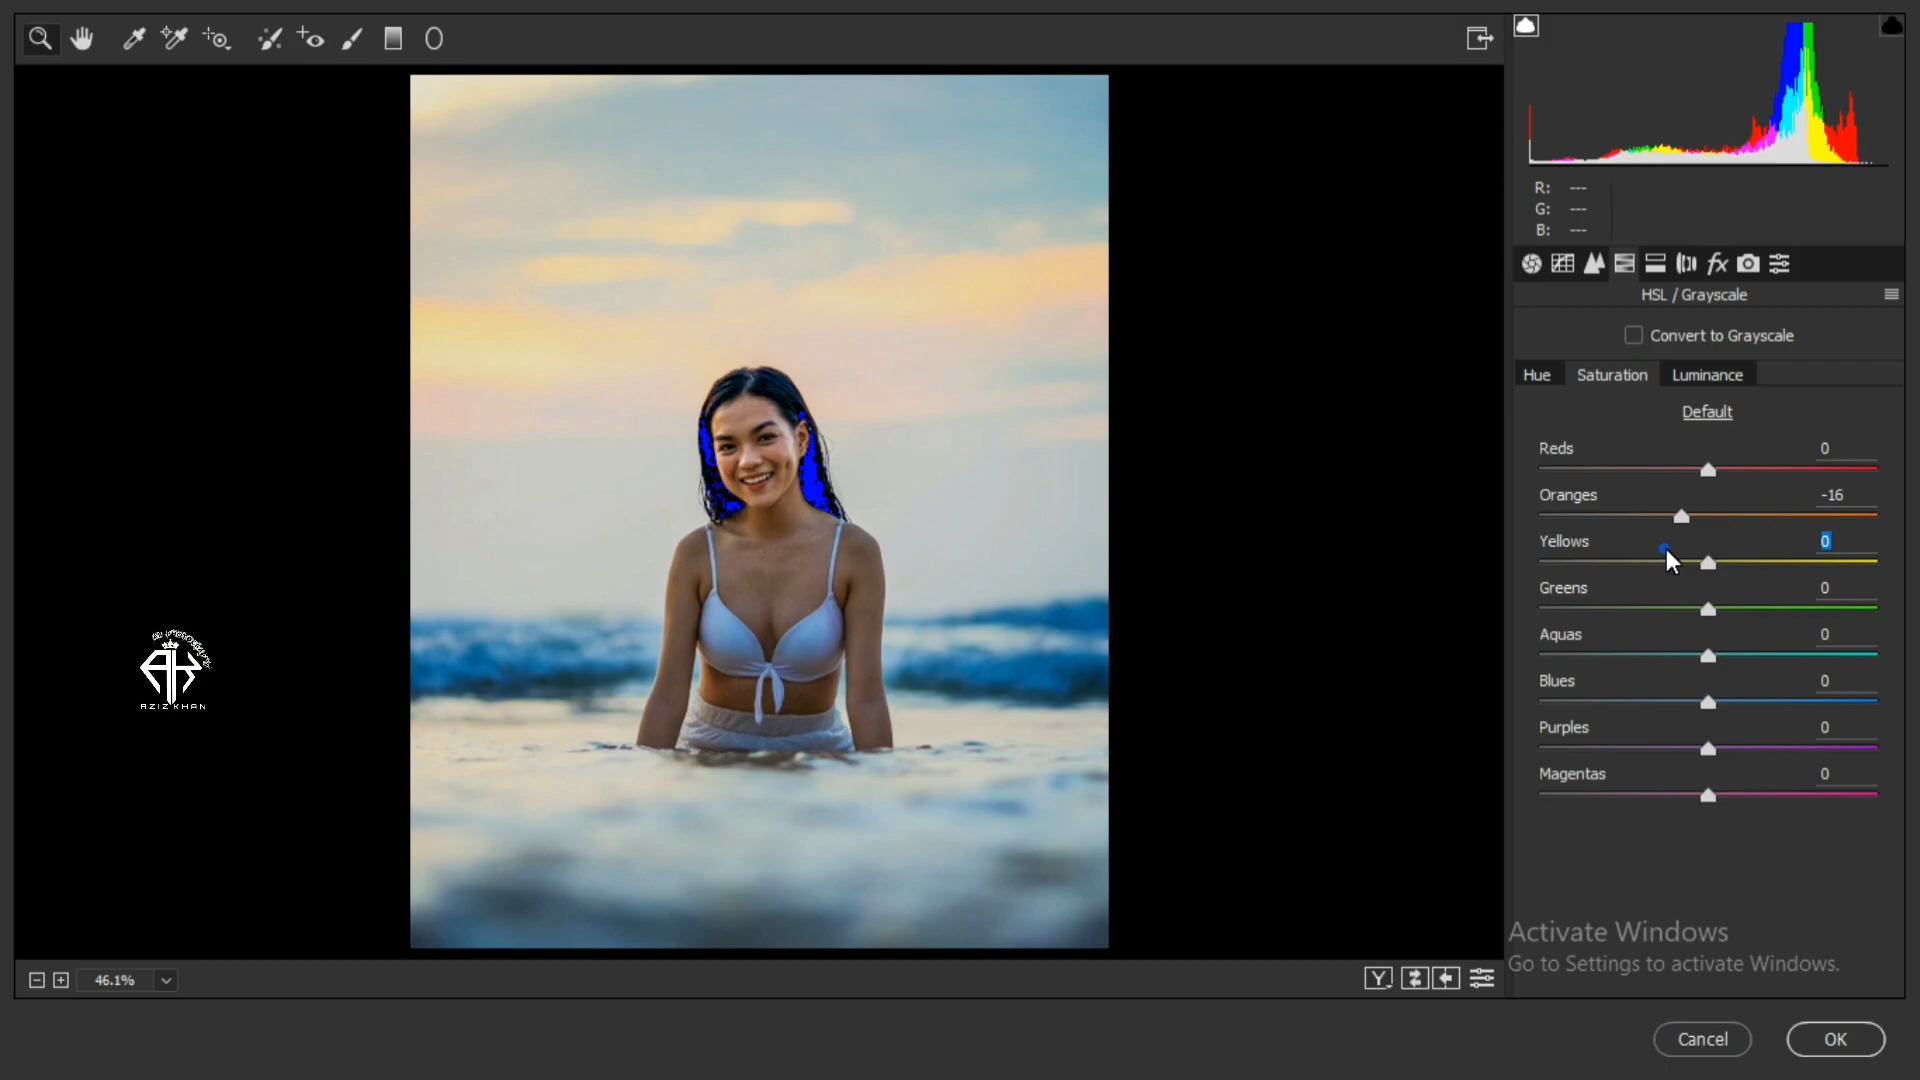 R: ---
G: ---
B: ---
fx
HSL / Grayscale
Convert to Grayscale
Hue Saturation Luminance
Default
Reds 0
Oranges -16
Yellows 0
Greens 0
Aquas 0
Blues 0
Purples 0
Magentas 0
AK
AZIZ KHAN
Activate Windows
Go to Settings to activate Windows.
46.1%
Y
Cancel OK